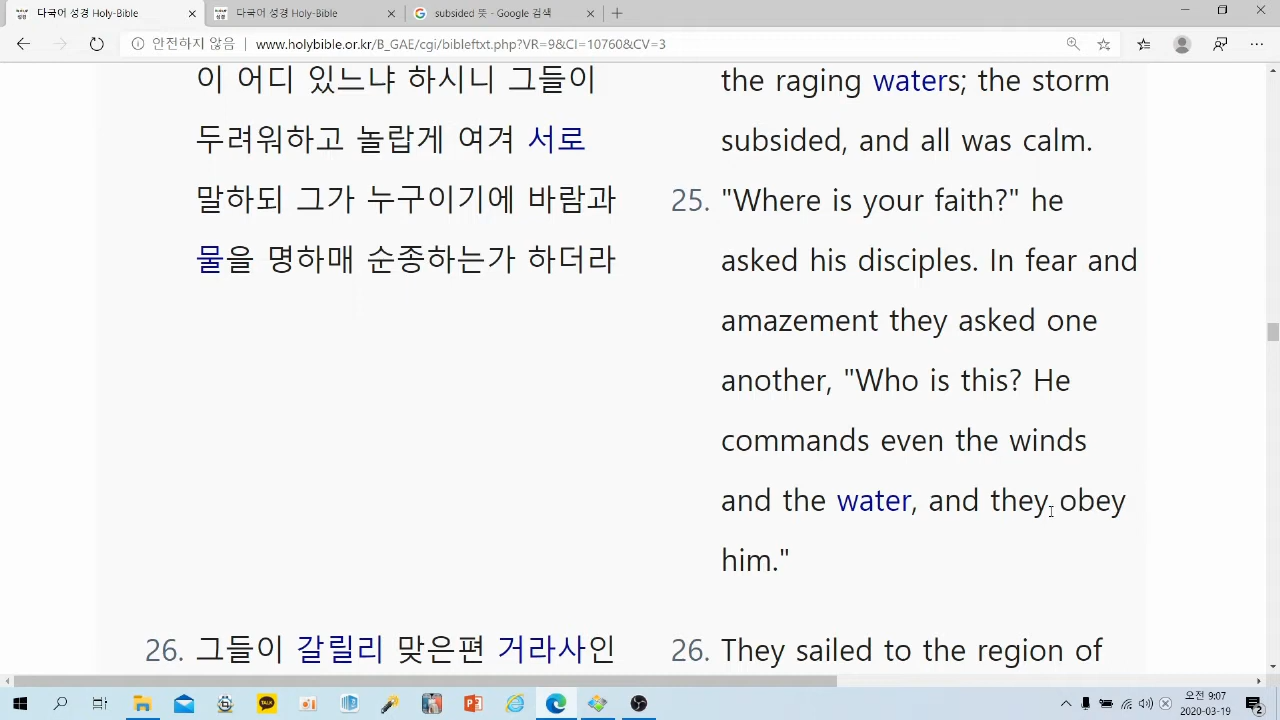 다국어 성경 Holy-Bible
다국어 성경 Holy-Bible
subsided 뜻 - Google 검색
안전하지 않음
www.holybible.or.kr/B_GAE/cgi/bibleftxt.php?VR=9&CI=10760&CV=3
이 어디 있느냐 하시니 그들이
두려워하고 놀랍게 여겨 서로
말하되 그가 누구이기에 바람과
물을 명하매 순종하는가 하더라
the raging waters; the storm
subsided, and all was calm.
25. "Where is your faith?" he
asked his disciples. In fear and
amazement they asked one
another, "Who is this? He
commands even the winds
and the water, and they obey
him."
26. 그들이 갈릴리 맞은편 거라사인
26. They sailed to the region of
TALK
오전 9:07
2020-03-19
2